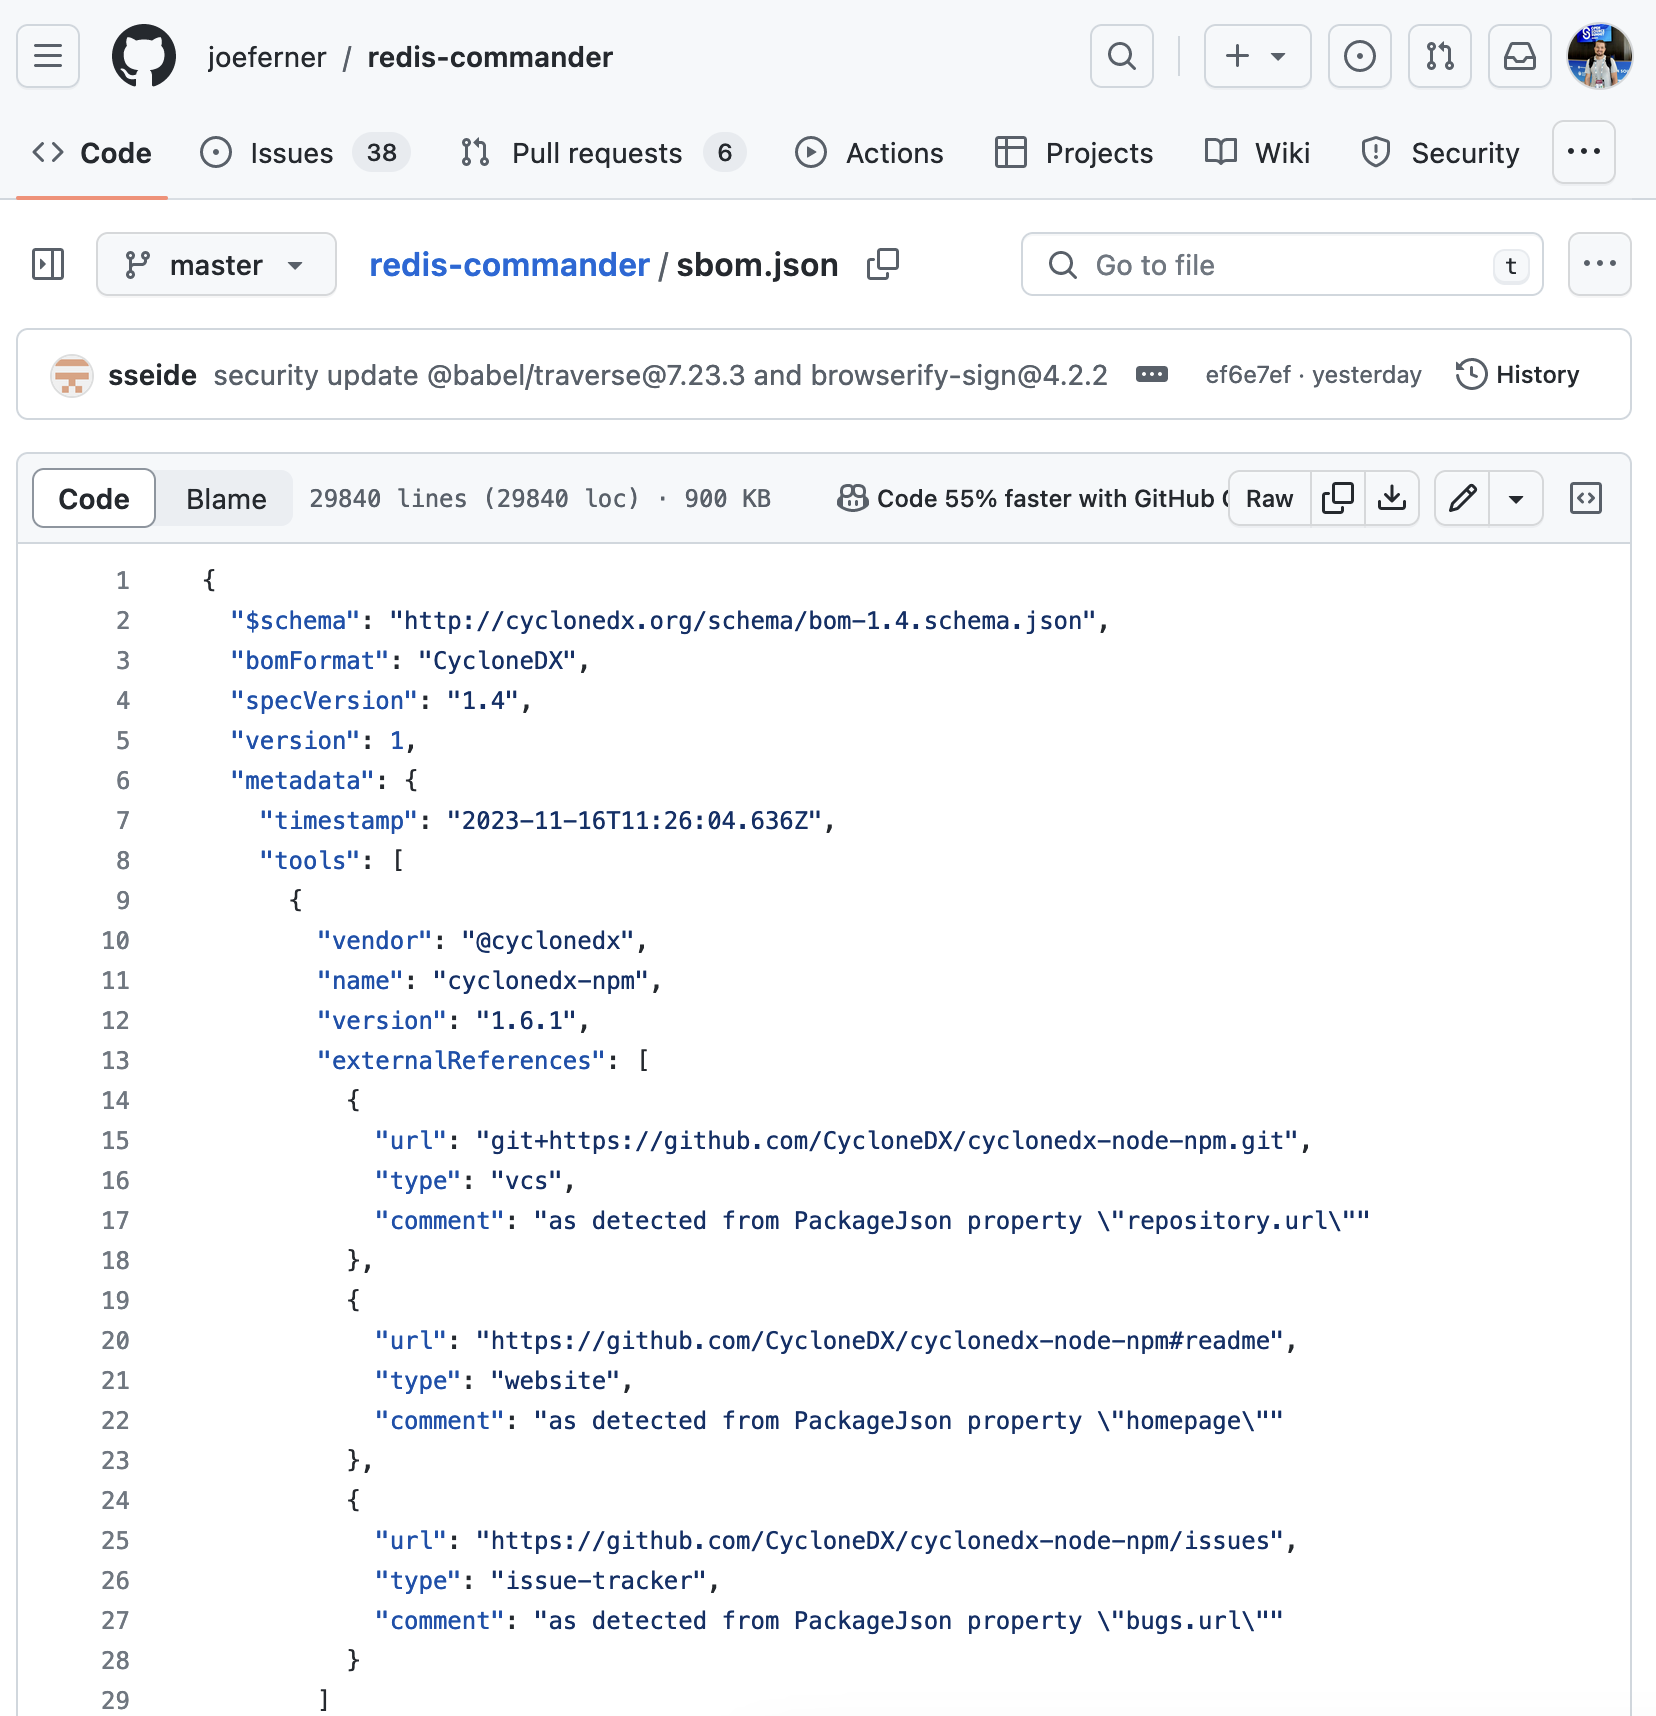 joeferner / redis-commander
Code Issues 38 Pull requests 6 Actions Projects Wiki Security
master redis-commander / sbom.json Go to file t
sseide security update @babel/traverse@7.23.3 and browserify-sign@4.2.2 ef6e7ef · yesterday History
Code Blame 29840 lines (29840 loc) · 900 KB Code 55% faster with GitHub Raw
1 {
2 "$schema": "http://cyclonedx.org/schema/bom-1.4.schema.json",
3 "bomFormat": "CycloneDX",
4 "specVersion": "1.4",
5 "version": 1,
6 "metadata": {
7 "timestamp": "2023-11-16T11:26:04.636Z",
8 "tools": [
9 {
10 "vendor": "@cyclonedx",
11 "name": "cyclonedx-npm",
12 "version": "1.6.1",
13 "externalReferences": [
14 {
15 "url": "git+https://github.com/CycloneDX/cyclonedx-node-npm.git",
16 "type": "vcs",
17 "comment": "as detected from PackageJson property \"repository.url\""
18 },
19 {
20 "url": "https://github.com/CycloneDX/cyclonedx-node-npm#readme",
21 "type": "website",
22 "comment": "as detected from PackageJson property \"homepage\""
23 },
24 {
25 "url": "https://github.com/CycloneDX/cyclonedx-node-npm/issues",
26 "type": "issue-tracker",
27 "comment": "as detected from PackageJson property \"bugs.url\""
28 }
29 ]